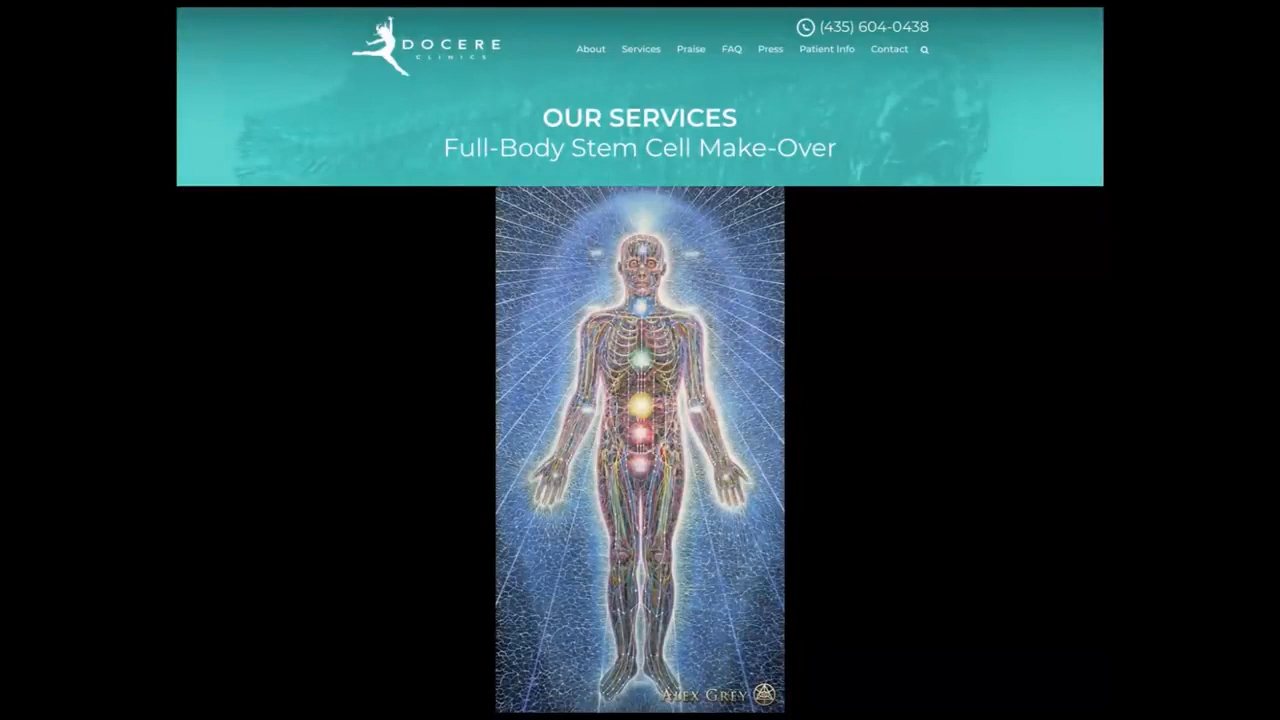 DOCERE
CLINICS
(435) 604-0438
About Services Praise FAQ Press Patient Info Contact
OUR SERVICES
Full-Body Stem Cell Make-Over
ALEX GREY